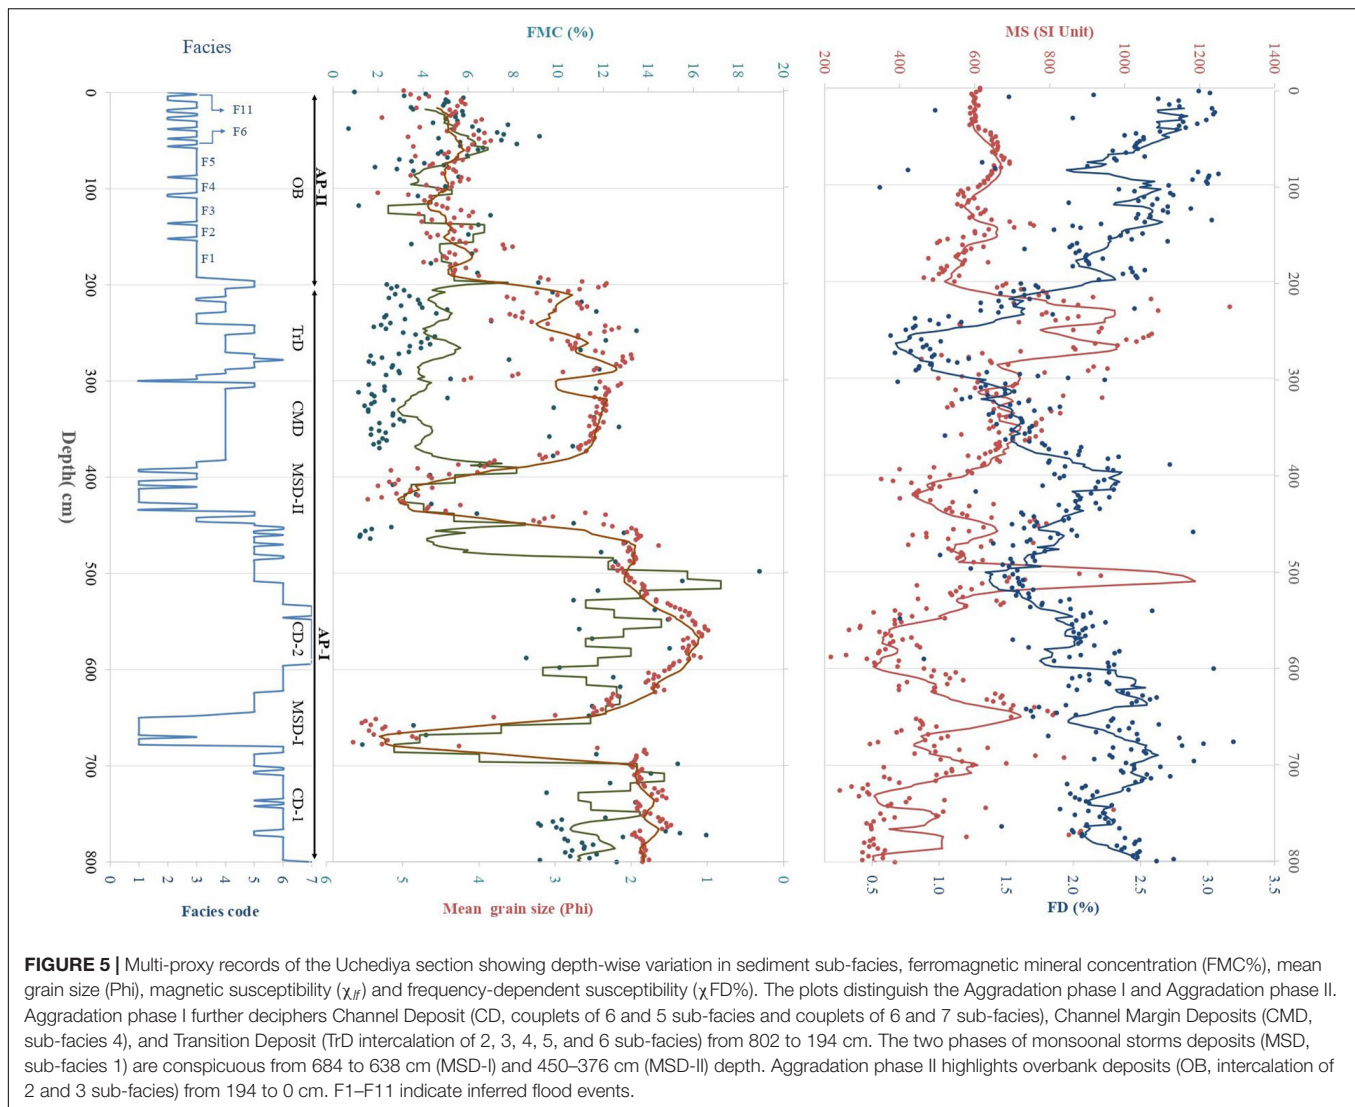 FMC (%)
MS (SI Unit)
Facies
0 2 4 6 8 10 12 14 16 18 20
200 400 600 800 1000 1200 1400
0
100
200
300
400
500
600
700
800
Depth( cm)
F11
F6
F5
F4
F3
F2
F1
OB
TrD
CMD
MSD-II
CD-2
MSD-I
CD-1
AP-II
AP-I
0
100
200
300
400
500
600
700
800
1 2 3 4 5 6 7
6 5 4 3 2 1 0
0.5 1.0 1.5 2.0 2.5 3.0 3.5
Facies code
Mean grain size (Phi)
FD (%)
FIGURE 5 | Multi-proxy records of the Uchediya section showing depth-wise variation in sediment sub-facies, ferromagnetic mineral concentration (FMC%), mean
grain size (Phi), magnetic susceptibility (χlf) and frequency-dependent susceptibility (χFD%). The plots distinguish the Aggradation phase I and Aggradation phase II.
Aggradation phase I further deciphers Channel Deposit (CD, couplets of 6 and 5 sub-facies and couplets of 6 and 7 sub-facies), Channel Margin Deposits (CMD,
sub-facies 4), and Transition Deposit (TrD intercalation of 2, 3, 4, 5, and 6 sub-facies) from 802 to 194 cm. The two phases of monsoonal storms deposits (MSD,
sub-facies 1) are conspicuous from 684 to 638 cm (MSD-I) and 450–376 cm (MSD-II) depth. Aggradation phase II highlights overbank deposits (OB, intercalation of
2 and 3 sub-facies) from 194 to 0 cm. F1–F11 indicate inferred flood events.